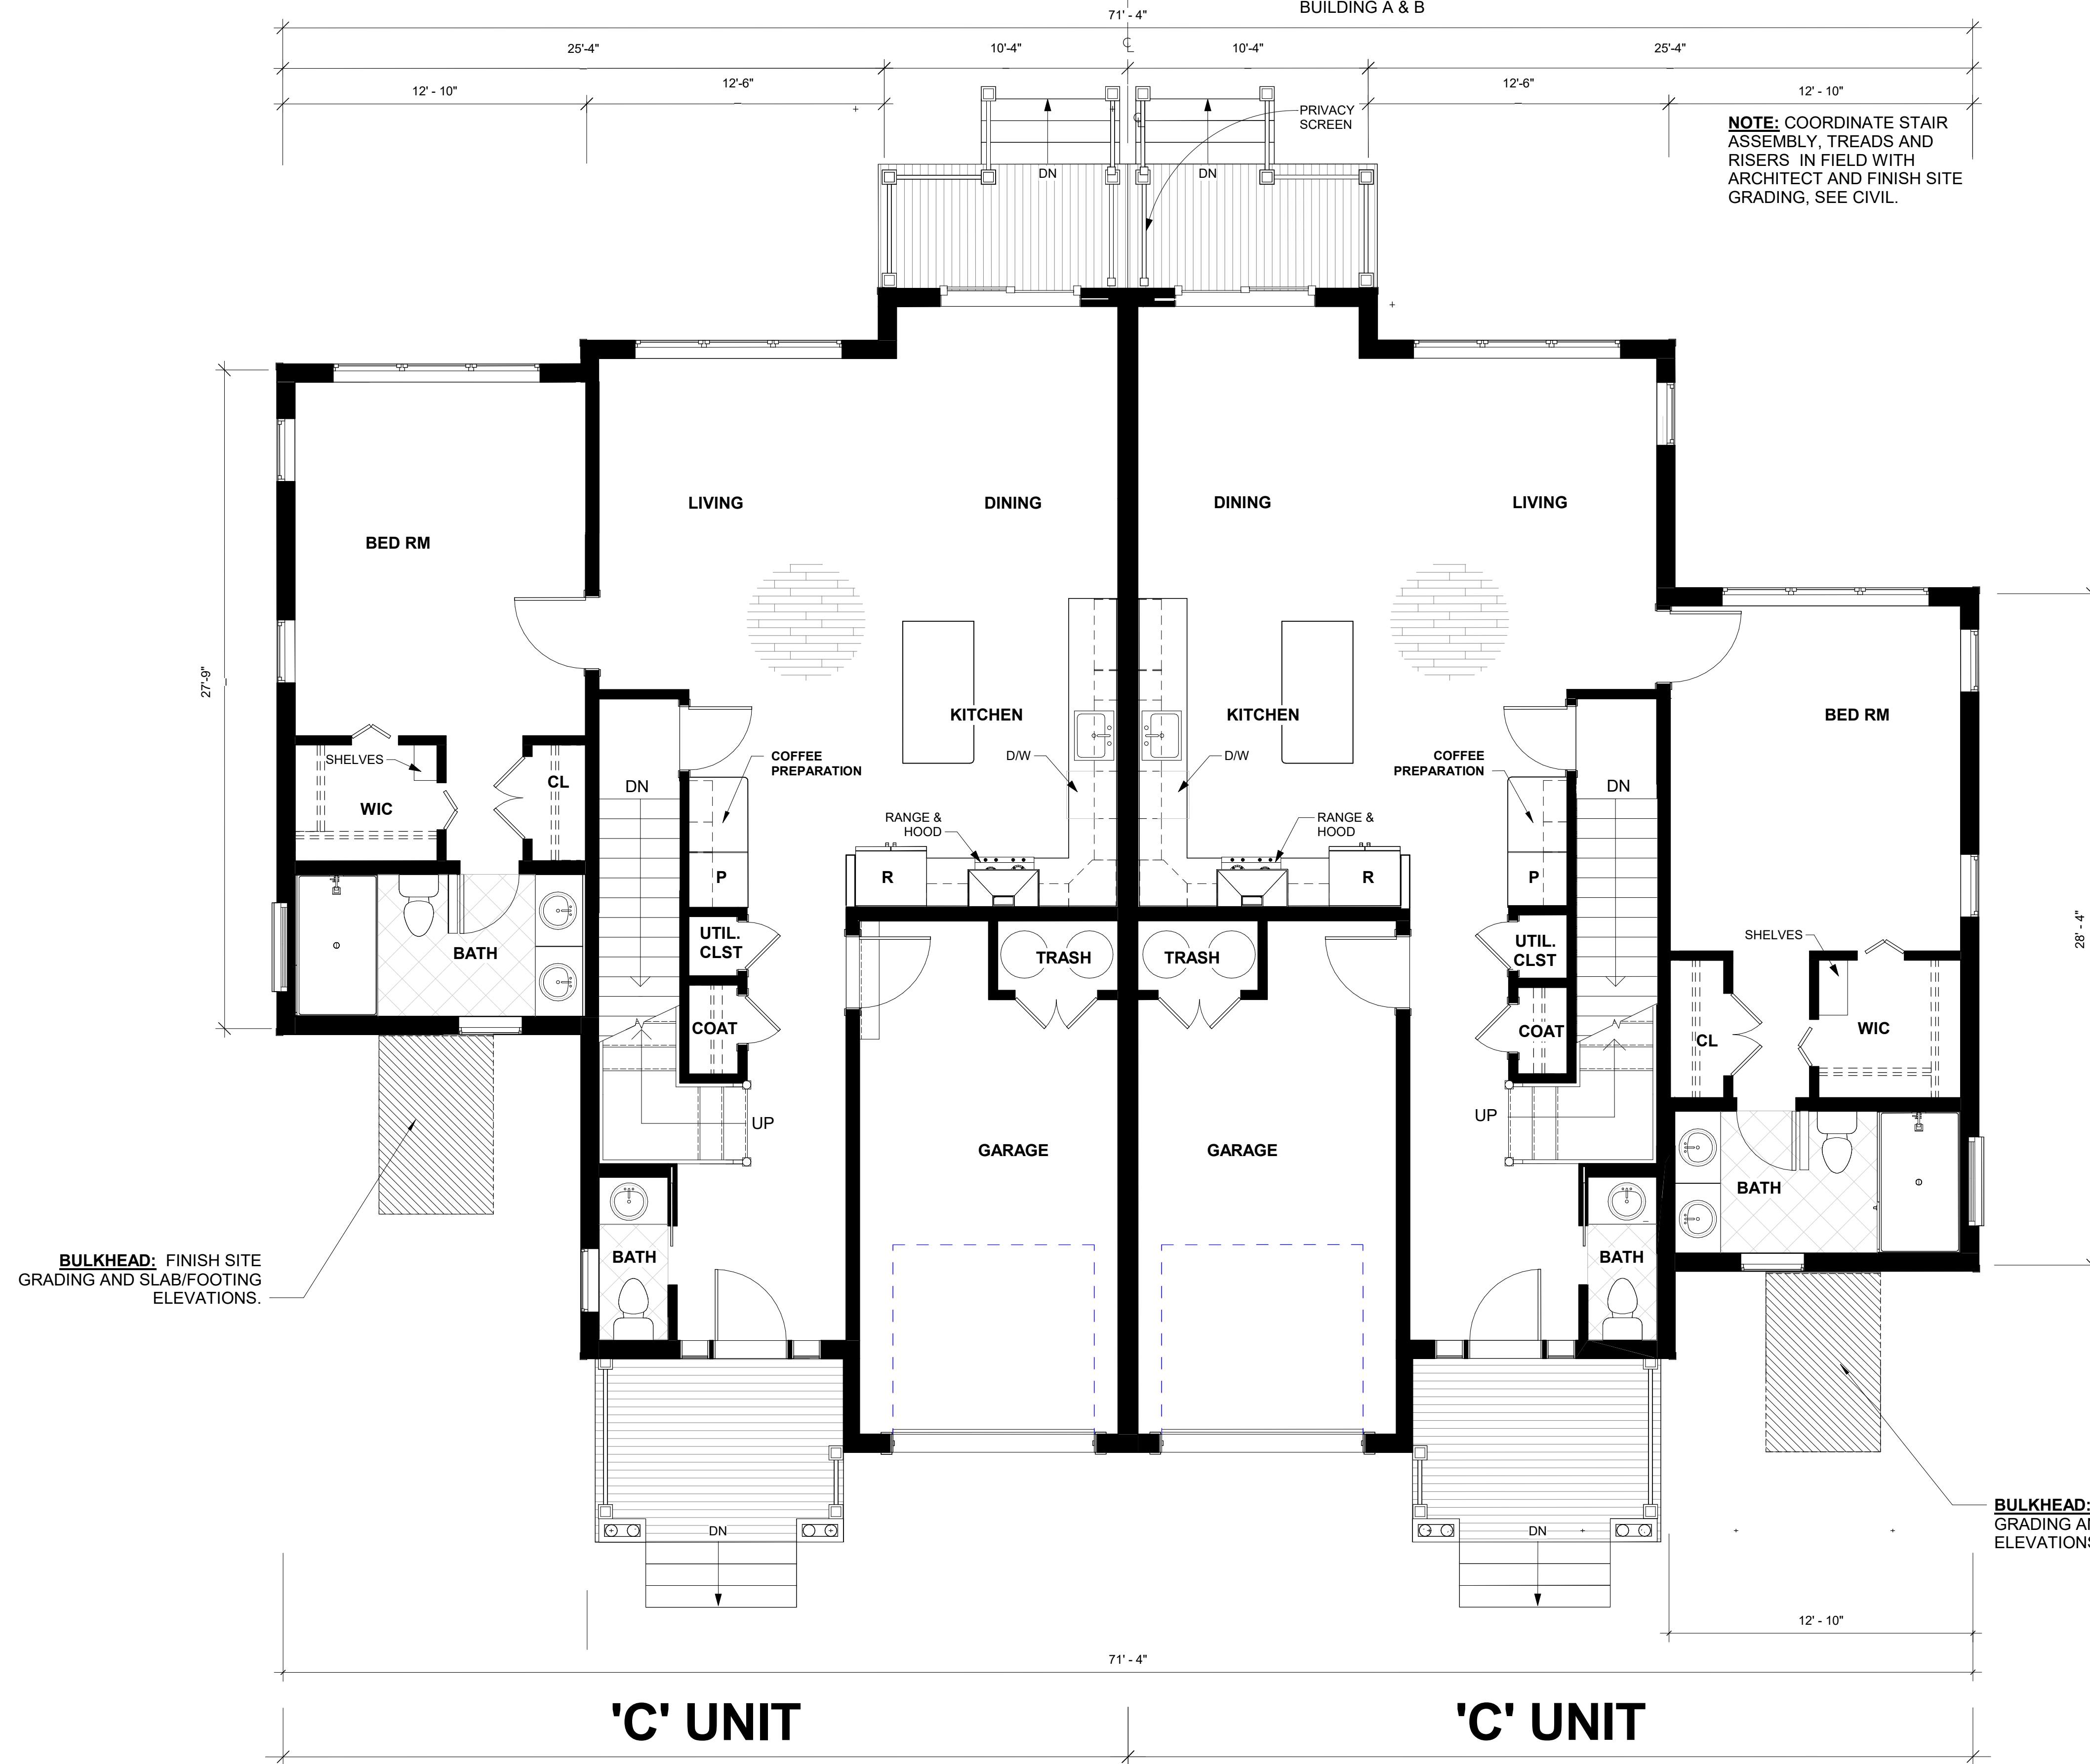 BUILDING A & B
71' - 4"
25'-4"
10'-4"
10'-4"
25'-4"
12' - 10"
12'-6"
12'-6"
12' - 10"
PRIVACY
SCREEN
NOTE: COORDINATE STAIR
ASSEMBLY, TREADS AND
RISERS IN FIELD WITH
ARCHITECT AND FINISH SITE
GRADING, SEE CIVIL.
DN
DN
LIVING
DINING
DINING
LIVING
BED RM
27'-9"
KITCHEN
KITCHEN
BED RM
SHELVES
COFFEE
PREPARATION
D/W
D/W
COFFEE
PREPARATION
CL
DN
DN
WIC
RANGE &
HOOD
RANGE &
HOOD
P
R
R
P
UTIL.
CLST
UTIL.
CLST
SHELVES
28' - 4"
BATH
TRASH
TRASH
COAT
COAT
CL
WIC
UP
UP
GARAGE
GARAGE
BATH
BATH
BATH
BULKHEAD: FINISH SITE
GRADING AND SLAB/FOOTING
ELEVATIONS.
BULKHEAD:
GRADING
ELEVATIONS
DN
DN
12' - 10"
71' - 4"
'C' UNIT
'C' UNIT